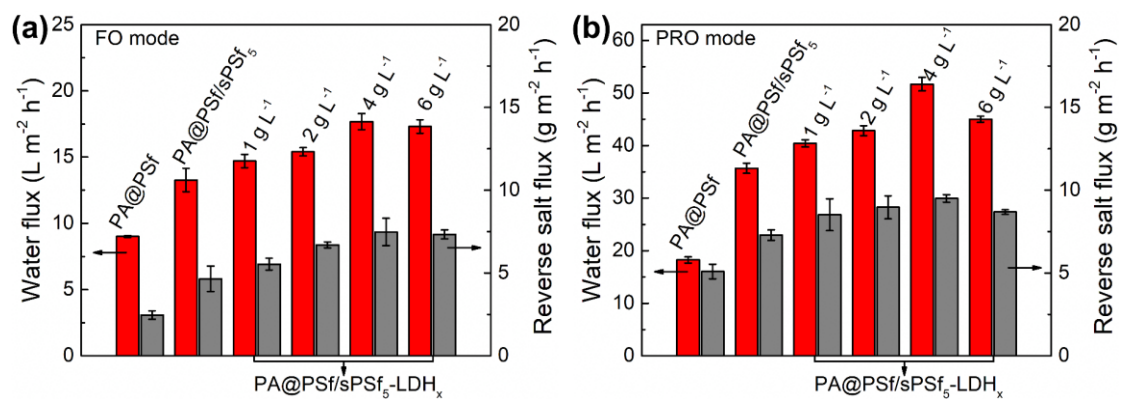 (a)
FO mode
Water flux (L m⁻² h⁻¹)
25
20
15
10
5
0
PA@PSf
PA@PSf/sPSf₅
1 g L⁻¹
2 g L⁻¹
4 g L⁻¹
6 g L⁻¹
20
15
10
5
0
Reverse salt flux (g m⁻² h⁻¹)
PA@PSf/sPSf₅-LDHₓ
(b)
PRO mode
Water flux (L m⁻² h⁻¹)
60
50
40
30
20
10
0
PA@PSf
PA@PSf/sPSf₅
1 g L⁻¹
2 g L⁻¹
4 g L⁻¹
6 g L⁻¹
20
15
10
5
0
Reverse salt flux (g m⁻² h⁻¹)
PA@PSf/sPSf₅-LDHₓ